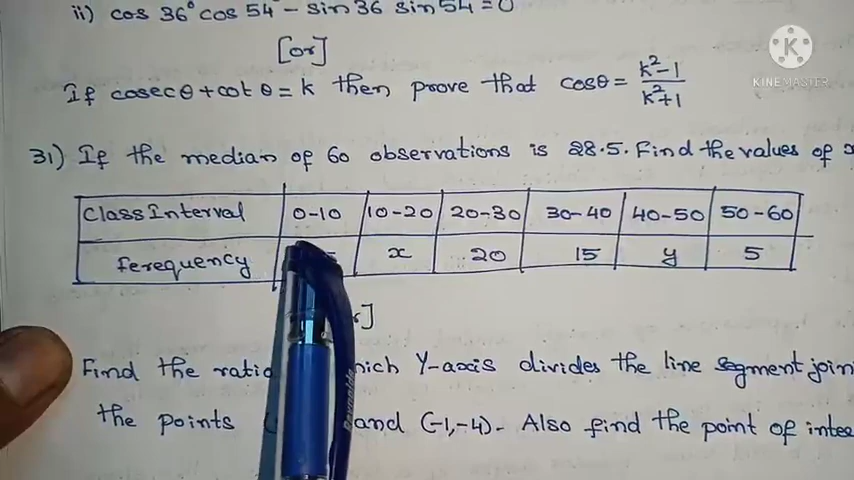 ii) cos 36° cos 54° - sin 36 sin 54 = 0
[or]
If cosecθ + cot θ = k then prove that cosθ = k²-1 / k²+1
31) If the median of 60 observations is 28.5. Find the values of
Class Interval 0-10 10-20 20-30 30-40 40-50 50-60
Ferequency x 20 15 y 5
Find the ratio which Y-axis divides the line segment join
the points and (-1,-4). Also find the point of inte
K
KINEMASTER
Reynolds